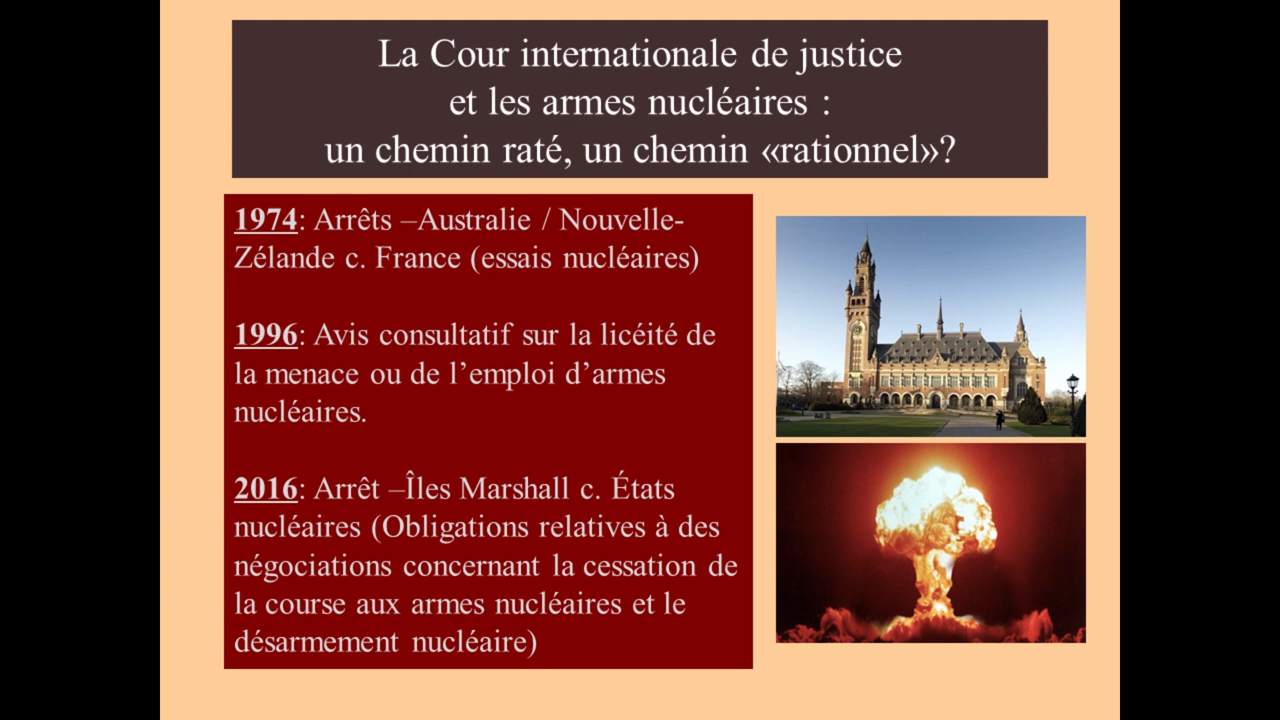 La Cour internationale de justice
et les armes nucléaires :
un chemin raté, un chemin «rationnel»?
1974: Arrêts –Australie / Nouvelle-
Zélande c. France (essais nucléaires)
1996: Avis consultatif sur la licéité de
la menace ou de l’emploi d’armes
nucléaires.
2016: Arrêt –Îles Marshall c. États
nucléaires (Obligations relatives à des
négociations concernant la cessation de
la course aux armes nucléaires et le
désarmement nucléaire)